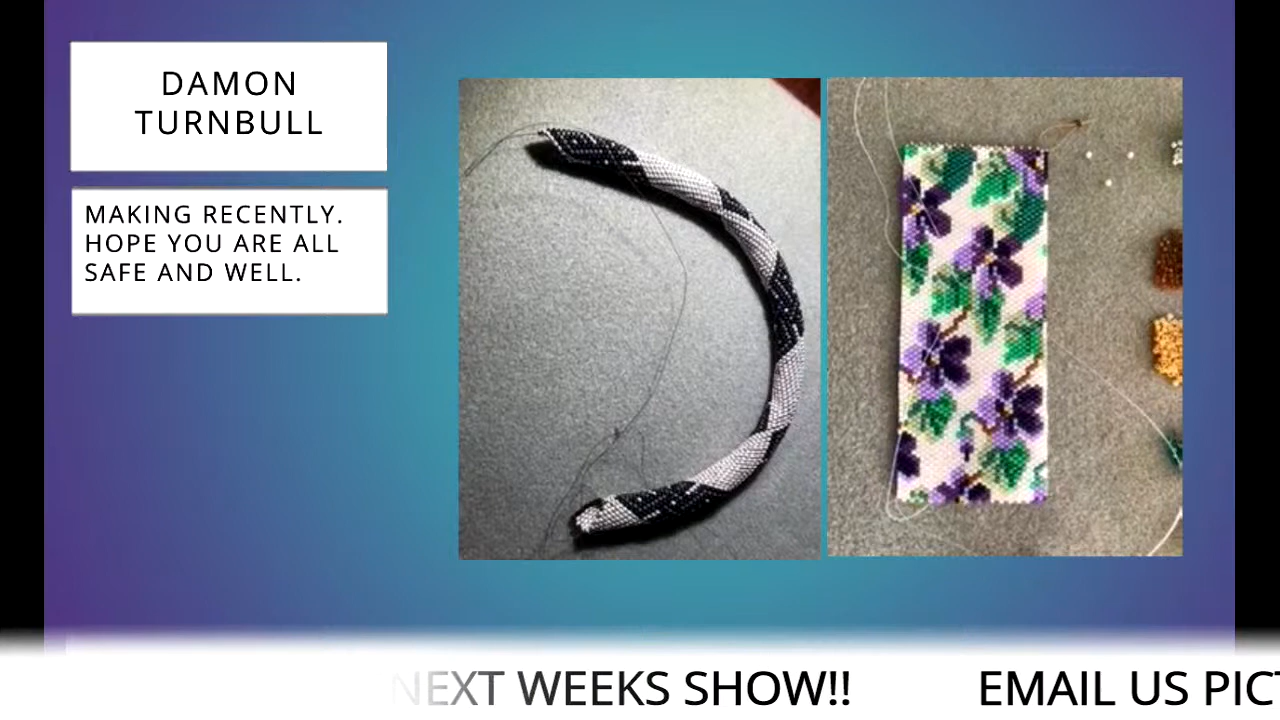 DAMON
TURNBULL
MAKING RECENTLY.
HOPE YOU ARE ALL
SAFE AND WELL.
NEXT WEEKS SHOW!! EMAIL US